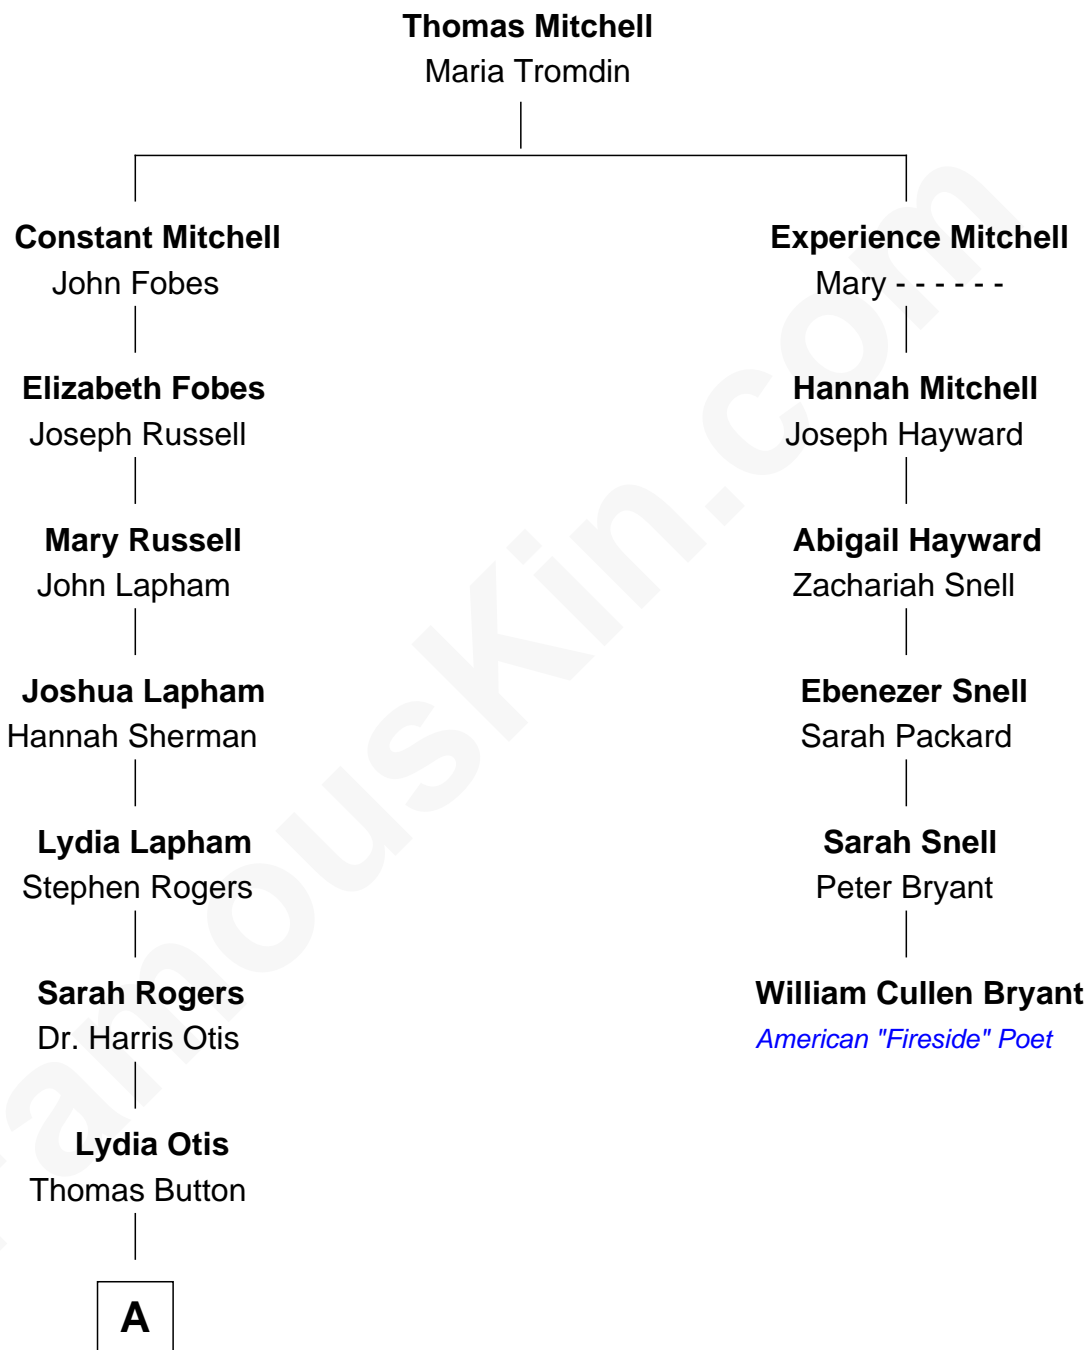 Thomas Mitchell
Maria Tromdin
Constant Mitchell
John Fobes
Experience Mitchell
Mary - - - - - -
Elizabeth Fobes
Joseph Russell
Hannah Mitchell
Joseph Hayward
Mary Russell
John Lapham
Abigail Hayward
Zachariah Snell
Joshua Lapham
Hannah Sherman
Ebenezer Snell
Sarah Packard
Lydia Lapham
Stephen Rogers
Sarah Snell
Peter Bryant
Sarah Rogers
Dr. Harris Otis
William Cullen Bryant
American "Fireside" Poet
Lydia Otis
Thomas Button
A
FamousKin.com